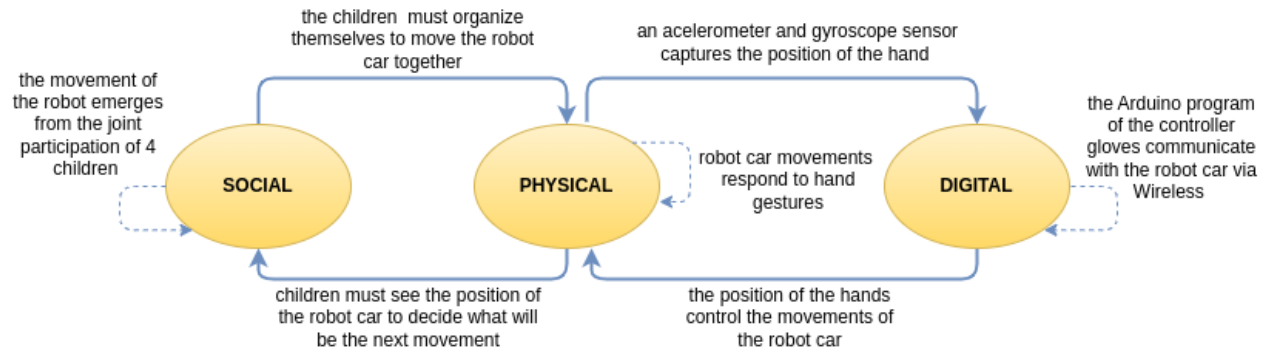 the children must organize
themselves to move the robot
car together
an acelerometer and gyroscope sensor
captures the position of the hand
the movement of
the robot emerges
from the joint
participation of 4
children
SOCIAL
PHYSICAL
robot car movements
respond to hand
gestures
DIGITAL
the Arduino program
of the controller
gloves communicate
with the robot car via
Wireless
children must see the position of
the robot car to decide what will
be the next movement
the position of the hands
control the movements of
the robot car